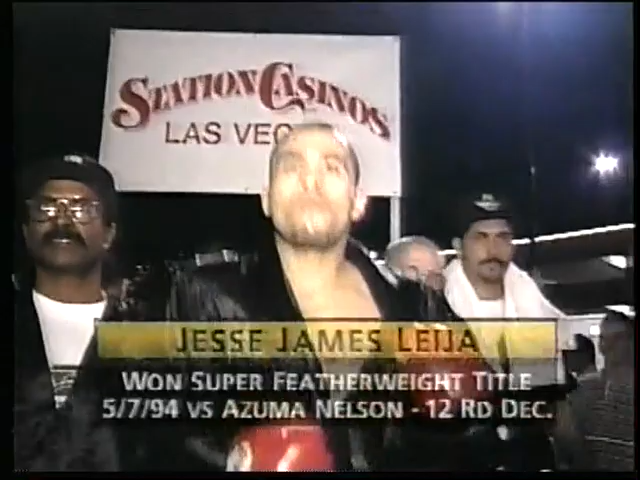 STATION CASINOS
LAS VEG
JESSE JAMES LEIJA
WON SUPER FEATHERWEIGHT TITLE
5/7/94 VS AZUMA NELSON - 12 RD DEC.